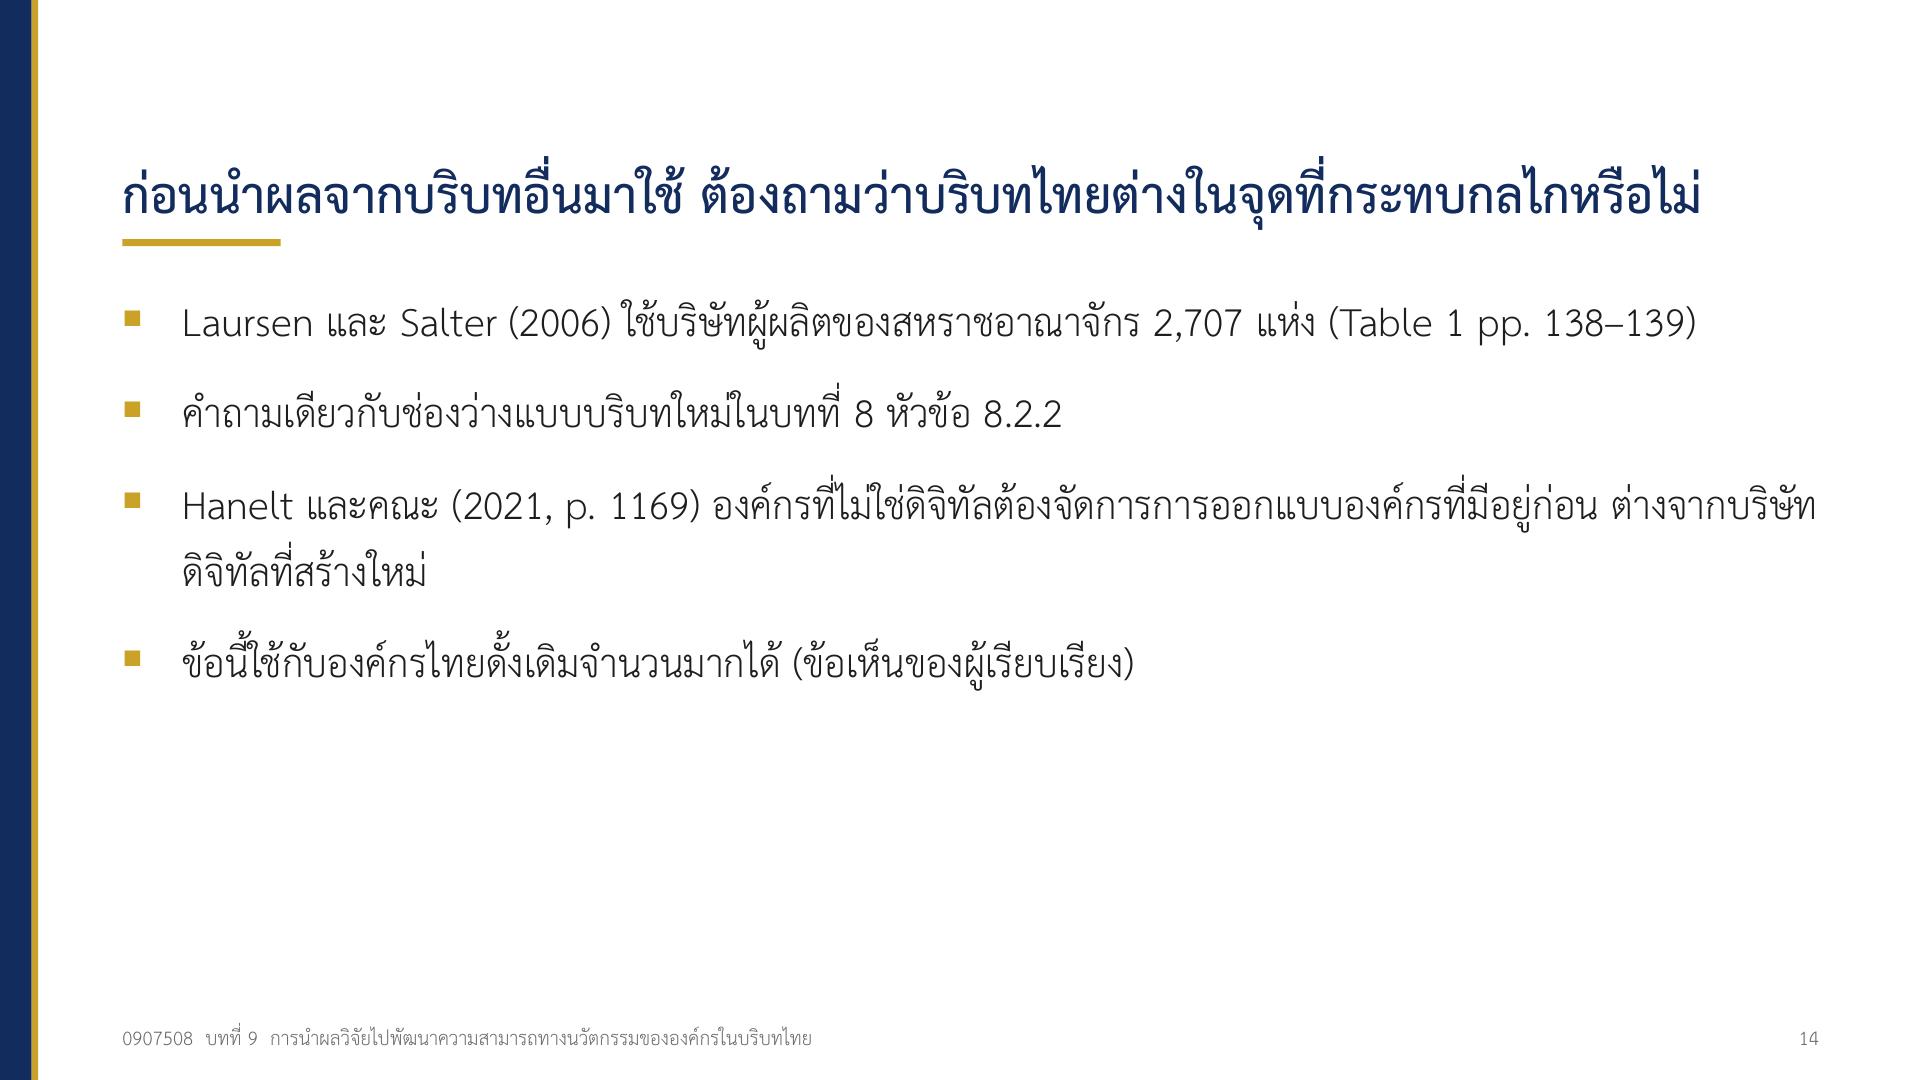 ก่อนนำผลจากบริบทอื่นมาใช้ ต้องถามว่าบริบทไทยต่างในจุดที่กระทบกลไกหรือไม่
Laursen และ Salter (2006) ใช้บริษัทผู้ผลิตของสหราชอาณาจักร 2,707 แห่ง (Table 1 pp. 138–139)
คำถามเดียวกับช่องว่างแบบบริบทใหม่ในบทที่ 8 หัวข้อ 8.2.2
Hanelt และคณะ (2021, p. 1169) องค์กรที่ไม่ใช่ดิจิทัลต้องจัดการการออกแบบองค์กรที่มีอยู่ก่อน ต่างจากบริษัท
ดิจิทัลที่สร้างใหม่
ข้อนี้ใช้กับองค์กรไทยดั้งเดิมจำนวนมากได้ (ข้อเห็นของผู้เรียบเรียง)
0907508 บทที่ 9 การนำผลวิจัยไปพัฒนาความสามารถทางนวัตกรรมขององค์กรในบริบทไทย
14